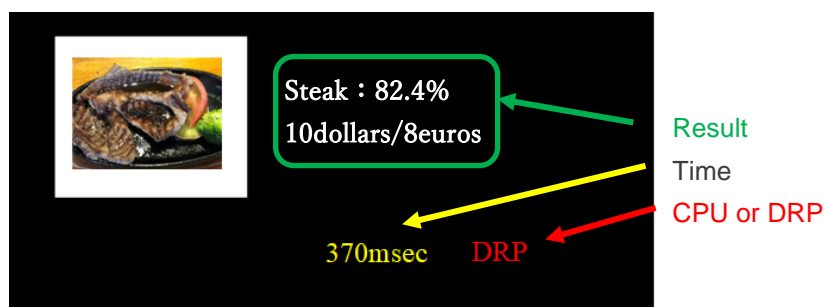 Steak：82.4%
10dollars/8euros
Result
Time
CPU or DRP
370msec
DRP